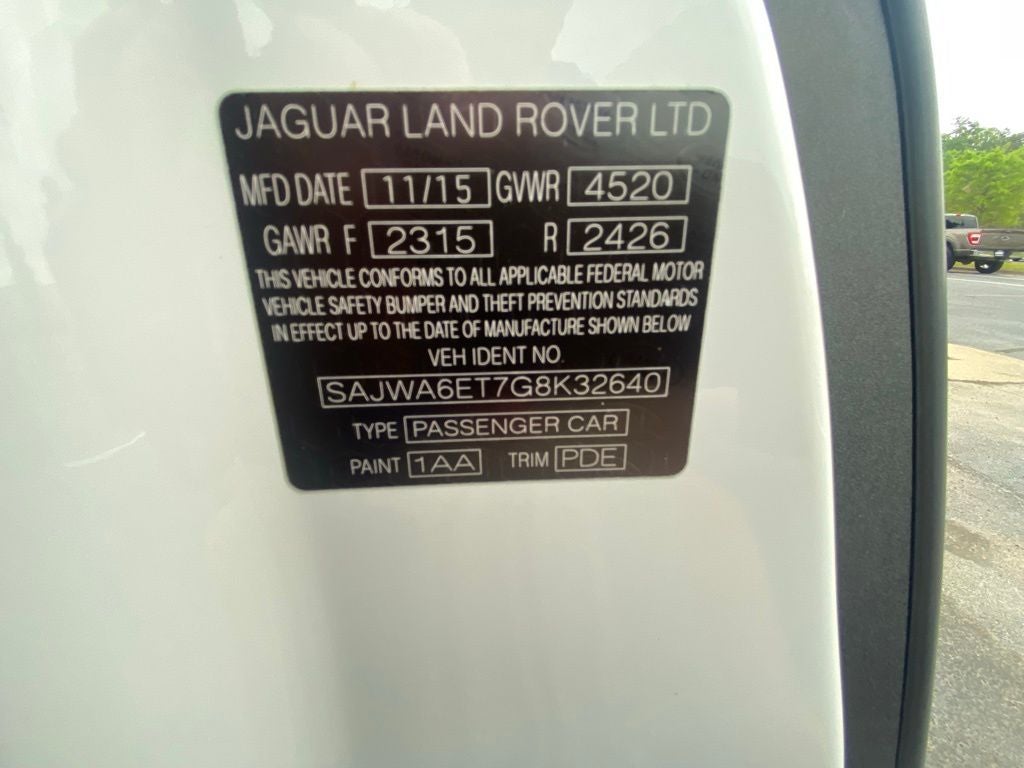 JAGUAR LAND ROVER LTD
MFD DATE 11/15 GVWR 4520
GAWR F 2315 R 2426
THIS VEHICLE CONFORMS TO ALL APPLICABLE FEDERAL MOTOR
VEHICLE SAFETY BUMPER AND THEFT PREVENTION STANDARDS
IN EFFECT UP TO THE DATE OF MANUFACTURE SHOWN BELOW
VEH IDENT NO.
SAJWA6ET7G8K32640
TYPE PASSENGER CAR
PAINT 1AA TRIM PDE